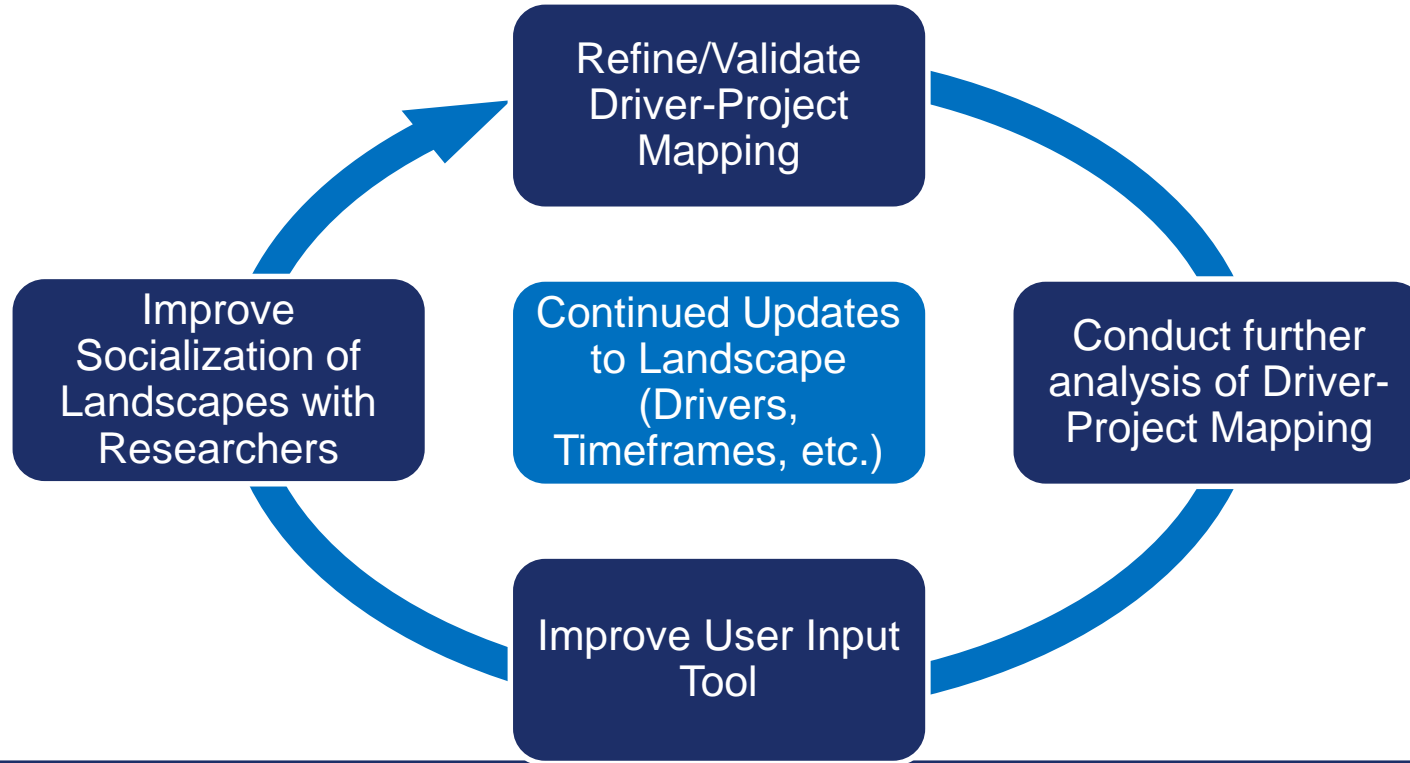 Refine/Validate
Driver-Project
Mapping
Improve
Socialization of
Landscapes with
Researchers
Continued Updates
to Landscape
(Drivers,
Timeframes, etc.)
Conduct further
analysis of Driver-
Project Mapping
Improve User Input
Tool